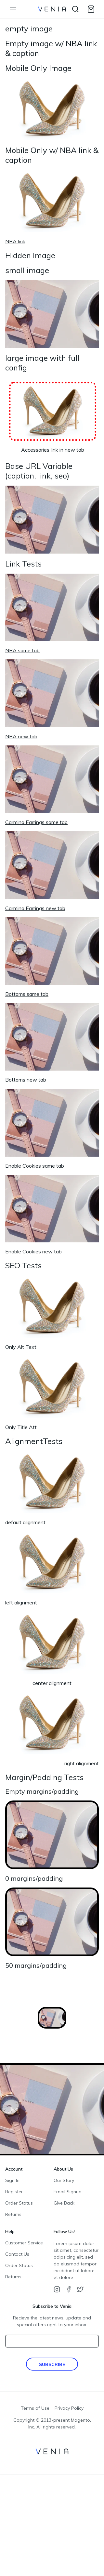 VENIA
empty image
Empty image w/ NBA link
& caption
Mobile Only Image
Mobile Only w/ NBA link &
caption
NBA link
Hidden Image
small image
large image with full
config
Accessories link in new tab
Base URL Variable
(caption, link, seo)
Link Tests
NBA same tab
NBA new tab
Carmina Earrings same tab
Carmina Earrings new tab
Bottoms same tab
Bottoms new tab
Enable Cookies same tab
Enable Cookies new tab
SEO Tests
Only Alt Text
Only Title Att
AlignmentTests
default alignment
left alignment
center alignment
right alignment
Margin/Padding Tests
Empty margins/padding
0 margins/padding
50 margins/padding
Account
Sign In
Register
Order Status
Returns
About Us
Our Story
Email Signup
Give Back
Help
Customer Service
Contact Us
Order Status
Returns
Follow Us!
Lorem ipsum dolor
sit amet, consectetur
adipiscing elit, sed
do eiusmod tempor
incididunt ut labore
et dolore.
Subscribe to Venia
Receive the latest news, update and
special offers right to your inbox.
SUBSCRIBE
Terms of Use Privacy Policy
Copyright © 2013-present Magento,
Inc. All rights reserved.
VENIA